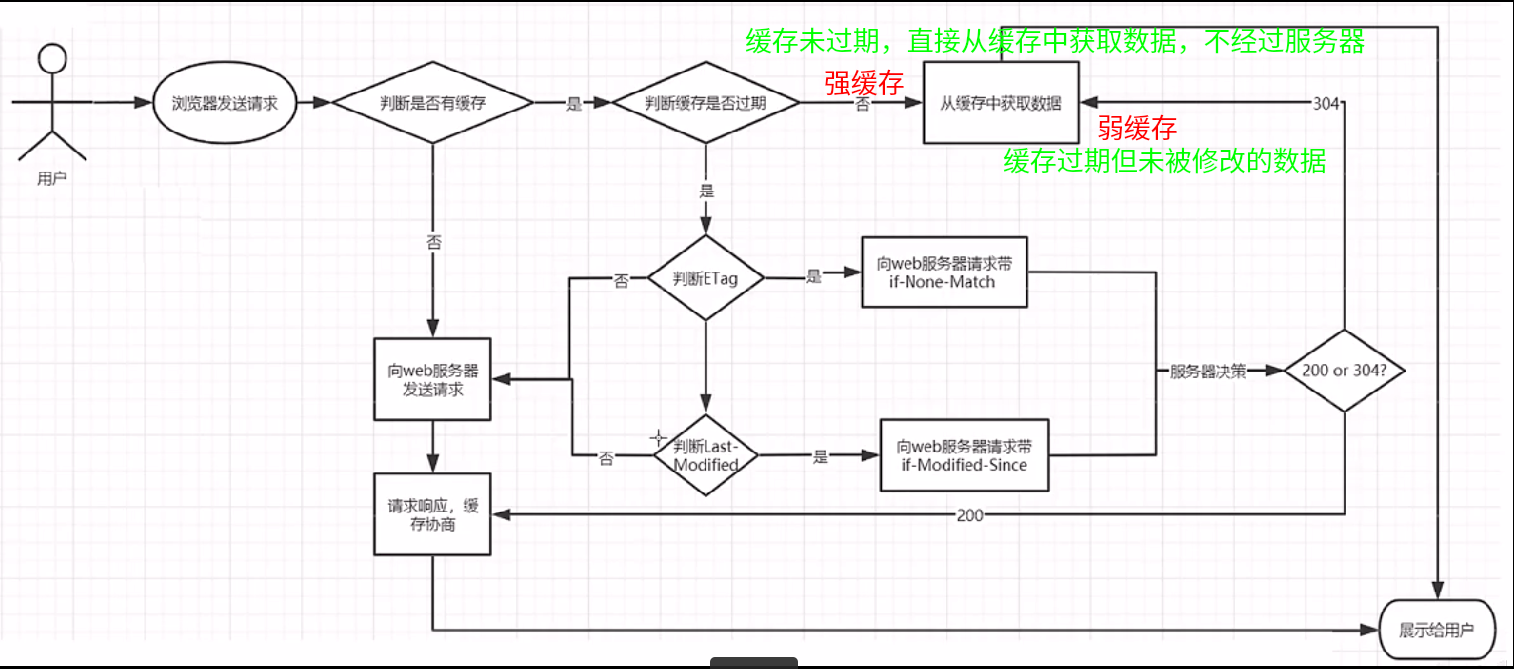 缓存未过期，直接从缓存中获取数据，不经过服务器
强缓存
浏览器发送请求
判断是否有缓存
是
判断缓存是否过期
否
从缓存中获取数据
304
弱缓存
缓存过期但未被修改的数据
用户
是
否
否
判断ETag
是
向web服务器请求带
if-None-Match
向web服务器
发送请求
服务器决策
200 or 304?
否
判断Last-
Modified
是
向web服务器请求带
if-Modified-Since
请求响应，缓
存协商
200
展示给用户